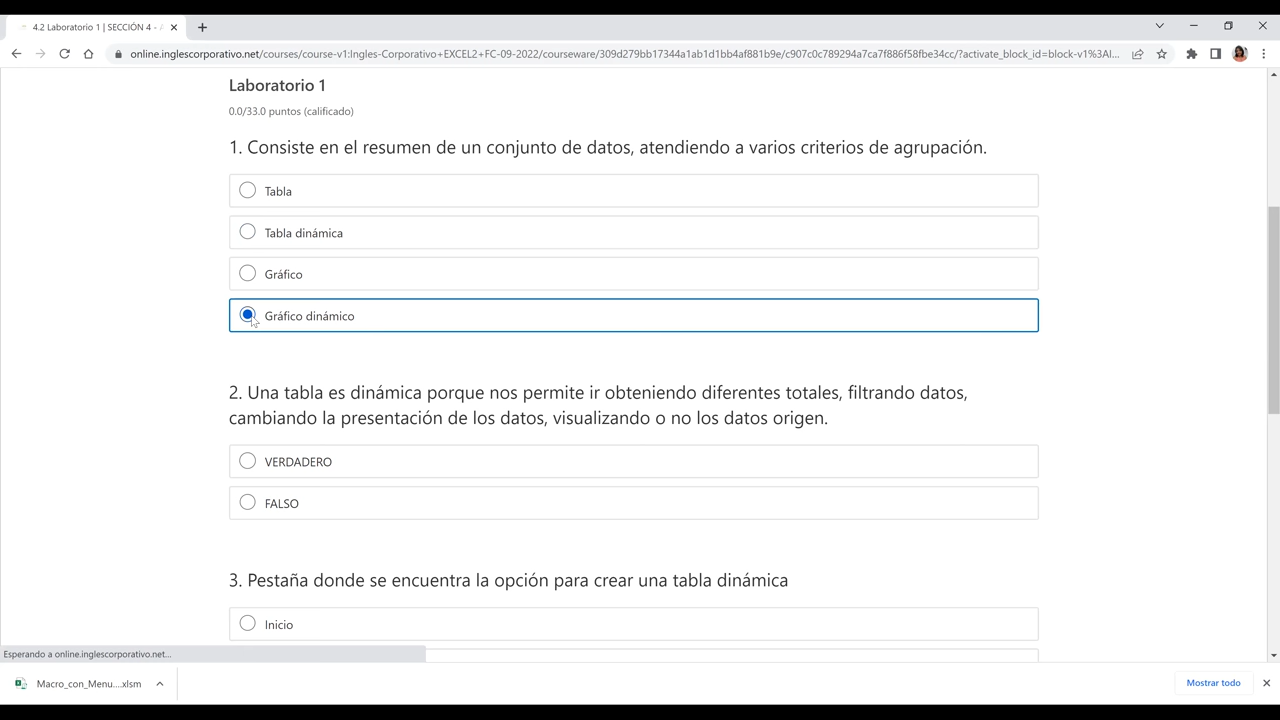 4.2 Laboratorio 1 | SECCIÓN 4 -
online.inglescorporativo.net/courses/course-v1:Ingles-Corporativo+EXCEL2+FC-09-2022/courseware/309d279bb17344a1ab1d1bb4af881b9e/c907c0c789294a7ca7f886f58fbe34cc/?activate_block_id=block-v1%3AI...
Laboratorio 1
0.0/33.0 puntos (calificado)
1. Consiste en el resumen de un conjunto de datos, atendiendo a varios criterios de agrupación.
Tabla
Tabla dinámica
Gráfico
Gráfico dinámico
2. Una tabla es dinámica porque nos permite ir obteniendo diferentes totales, filtrando datos,
cambiando la presentación de los datos, visualizando o no los datos origen.
VERDADERO
FALSO
3. Pestaña donde se encuentra la opción para crear una tabla dinámica
Inicio
Esperando a online.inglescorporativo.net...
Macro_con_Menu....xlsm
Mostrar todo